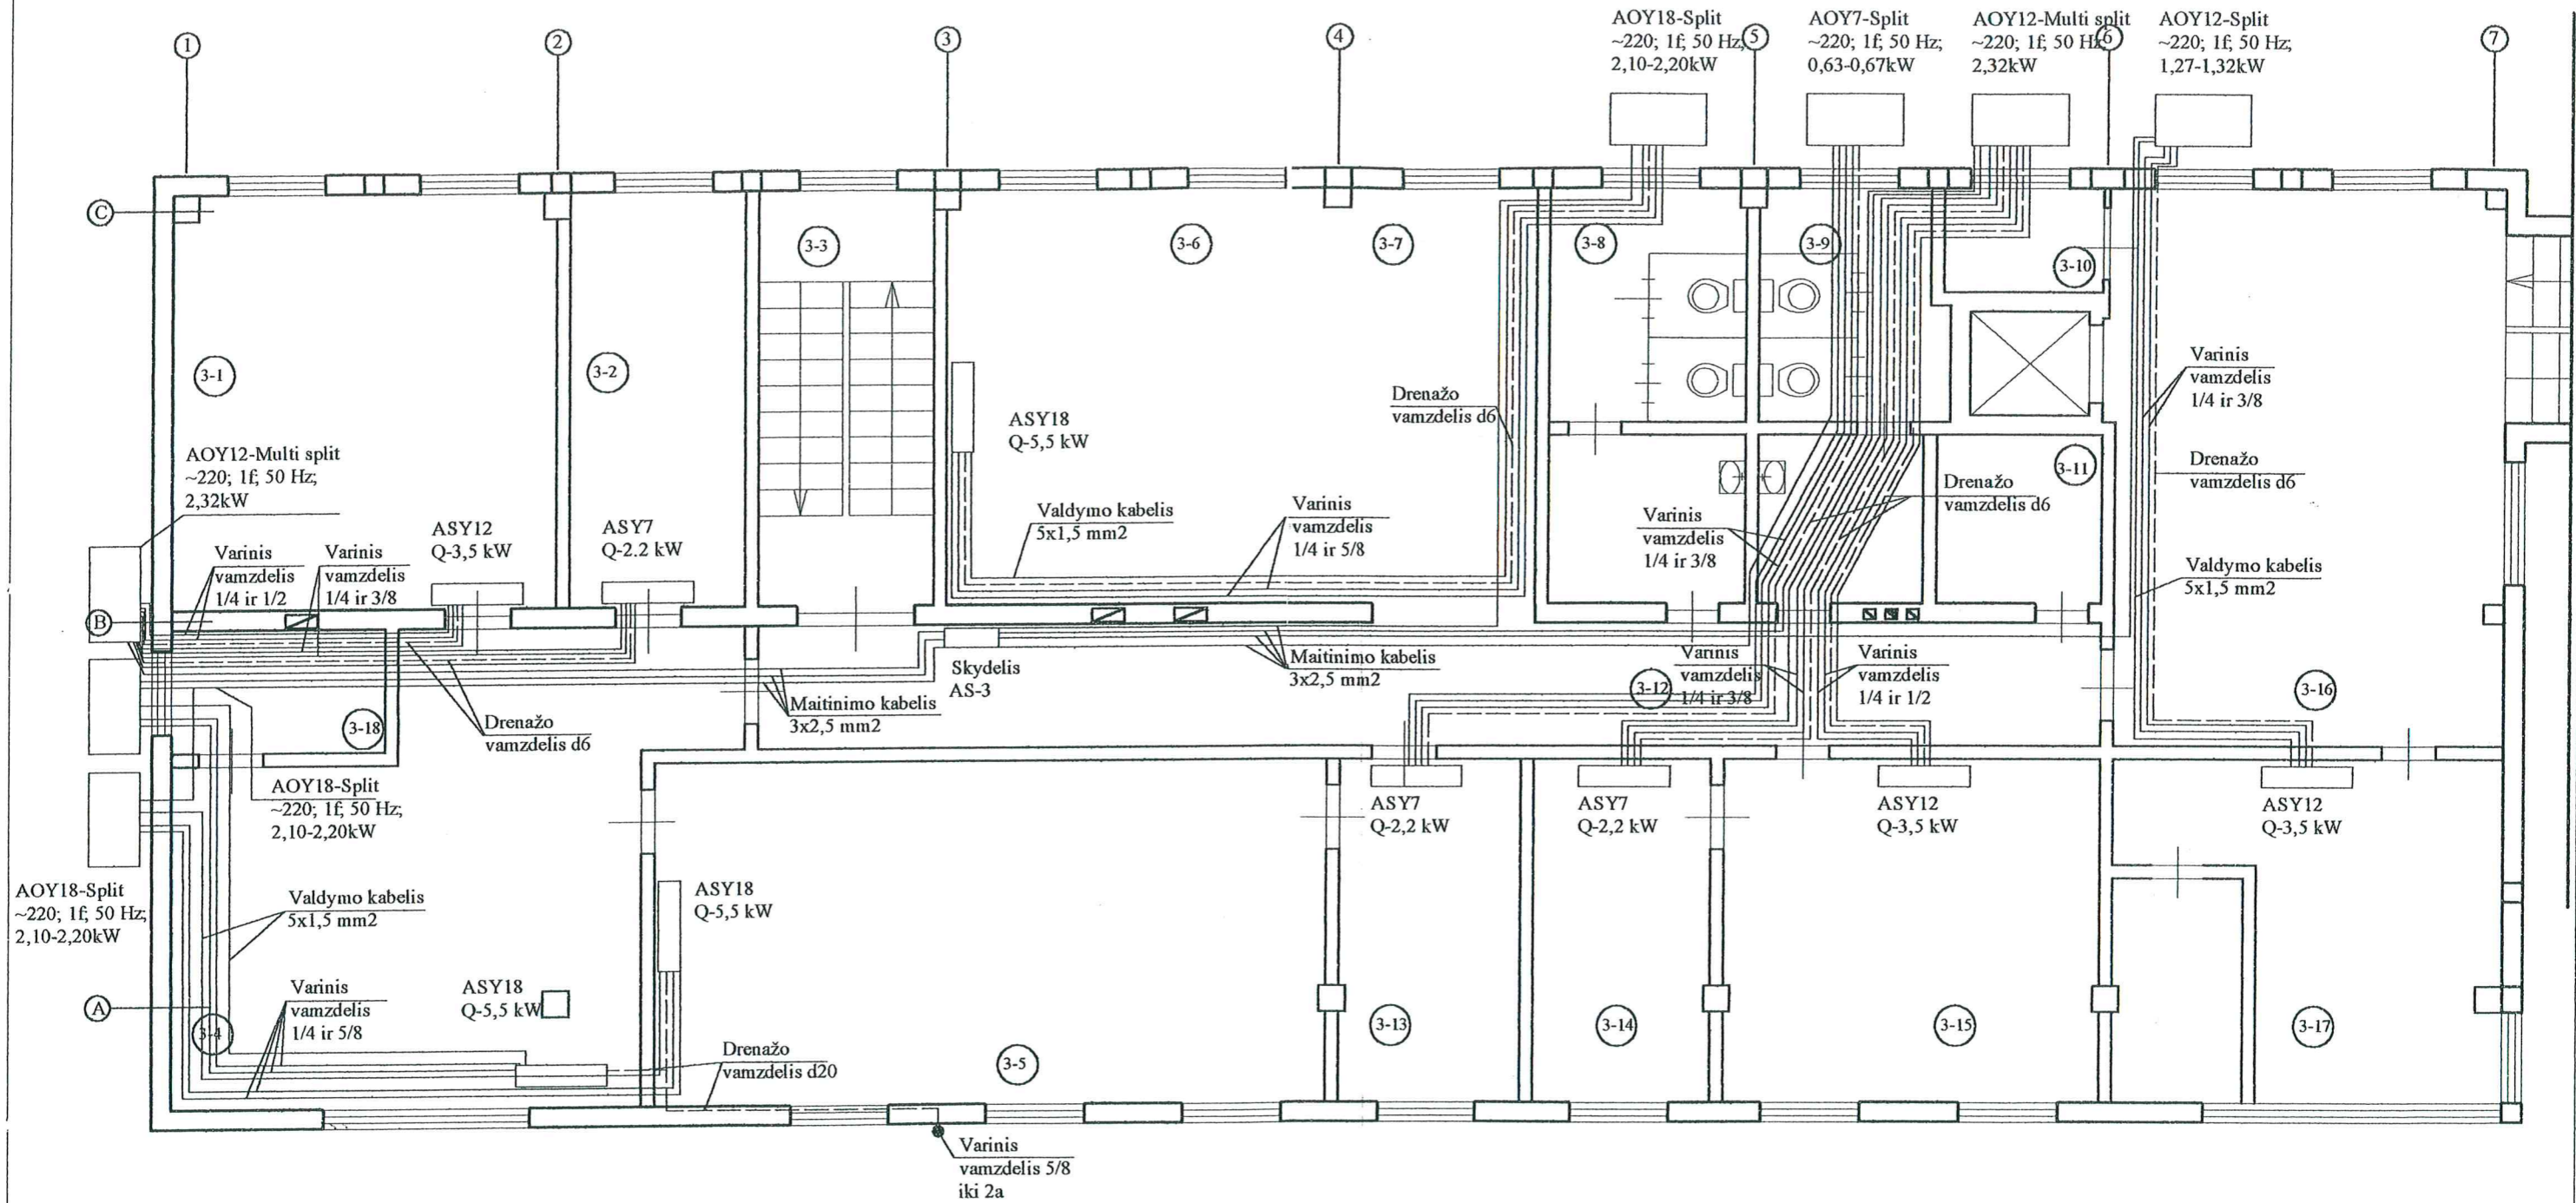 AOY18-Split
~220; 1f; 50 Hz;
2,10-2,20kW
AOY7-Split
~220; 1f; 50 Hz;
0,63-0,67kW
AOY12-Multi split
~220; 1f; 50 Hz
2,32kW
AOY12-Split
~220; 1f; 50 Hz;
1,27-1,32kW
1
2
3
4
5
6
7
C
3-3
3-6
3-7
3-8
3-9
3-10
3-1
3-2
Varinis
vamzdelis
1/4 ir 3/8
Drenažo
vamzdelis d6
ASY18
Q-5,5 kW
AOY12-Multi split
~220; 1f; 50 Hz;
2,32kW
3-11
Drenažo
vamzdelis d6
Drenažo
vamzdelis d6
Valdymo kabelis
5x1,5 mm2
Varinis
vamzdelis
1/4 ir 5/8
Varinis
vamzdelis
1/4 ir 3/8
ASY12
Q-3,5 kW
ASY7
Q-2.2 kW
Varinis
vamzdelis
1/4 ir 1/2
Varinis
vamzdelis
1/4 ir 3/8
Valdymo kabelis
5x1,5 mm2
B
Skydelis
AS-3
Maitinimo kabelis
3x2,5 mm2
Varinis
vamzdelis
1/4 ir 3/8
Varinis
vamzdelis
1/4 ir 1/2
3-12
3-16
3-18
Drenažo
vamzdelis d6
Maitinimo kabelis
3x2,5 mm2
AOY18-Split
~220; 1f; 50 Hz;
2,10-2,20kW
ASY7
Q-2,2 kW
ASY7
Q-2,2 kW
ASY12
Q-3,5 kW
ASY12
Q-3,5 kW
AOY18-Split
~220; 1f; 50 Hz;
2,10-2,20kW
Valdymo kabelis
5x1,5 mm2
ASY18
Q-5,5 kW
Varinis
vamzdelis
1/4 ir 5/8
ASY18
Q-5,5 kW
A
3-4
3-13
3-14
3-15
3-17
3-5
Drenažo
vamzdelis d20
Varinis
vamzdelis 5/8
iki 2a